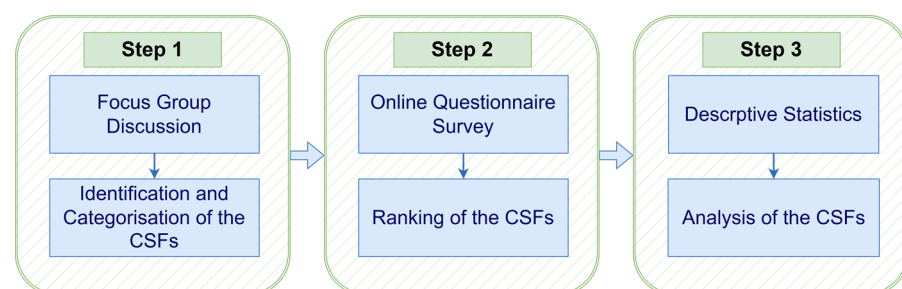 Step 1
Focus Group
Discussion
Identification and
Categorisation of the
CSFs
Step 2
Online Questionnaire
Survey
Ranking of the CSFs
Step 3
Descrptive Statistics
Analysis of the CSFs